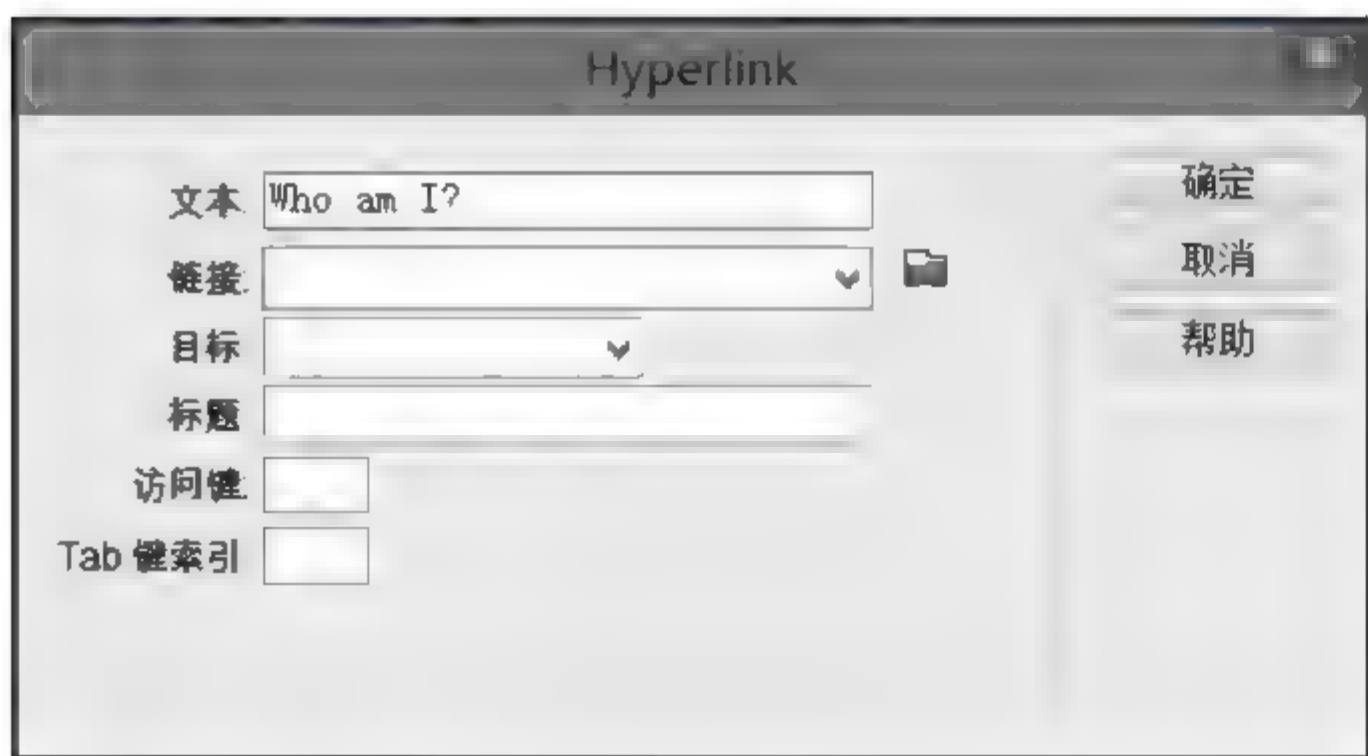 Hyperlink
文本 Who am I?
链接
目标
标题
访问键
Tab 键索引
确定
取消
帮助